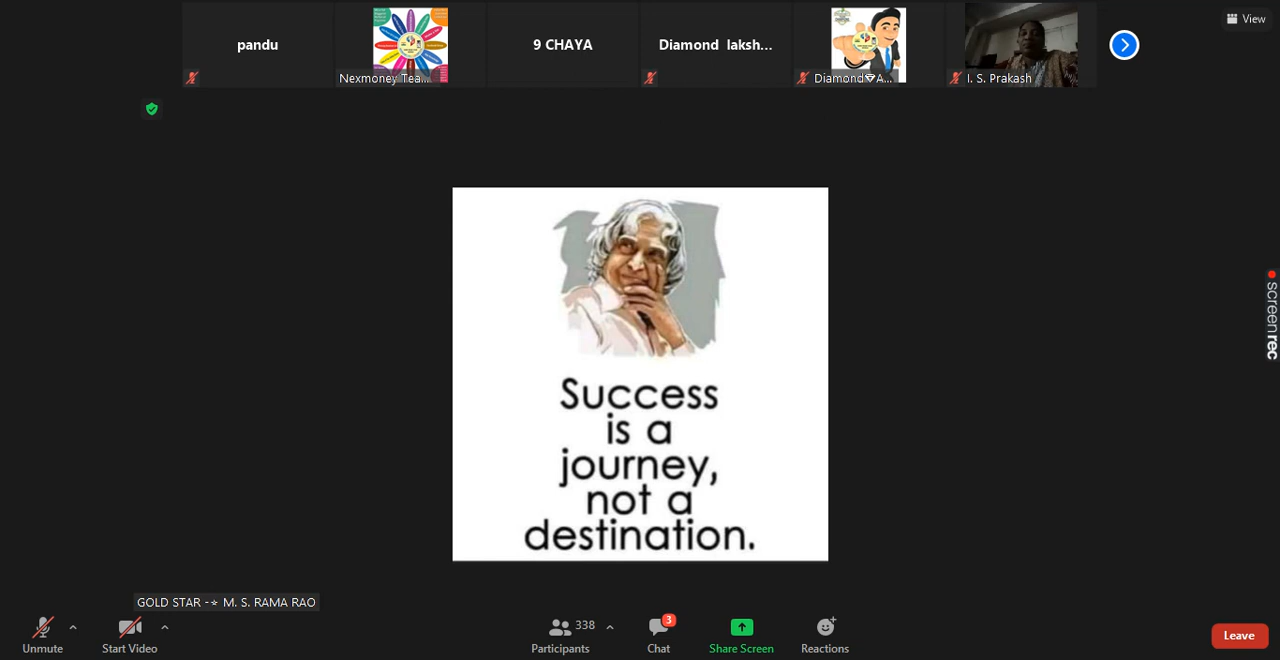 pandu
Nexmoney Tea...
9 CHAYA
Diamond laksh...
Diamond
A...
I. S. Prakash
View
Success
is a
journey,
not a
destination.
screenrec
GOLD STAR -⭐ M. S. RAMA RAO
Unmute
Start Video
338
Participants
3
Chat
Share Screen
Reactions
Leave